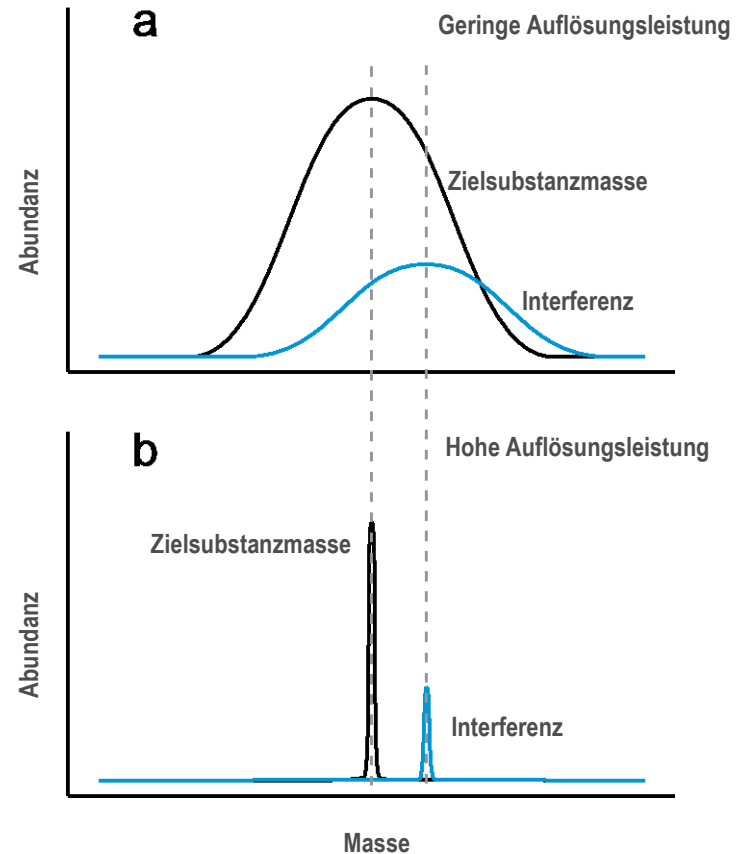 a
Geringe Auflösungsleistung
Zielsubstanzmasse
Abundanz
Interferenz
b
Hohe Auflösungsleistung
Zielsubstanzmasse
Abundanz
Interferenz
Masse